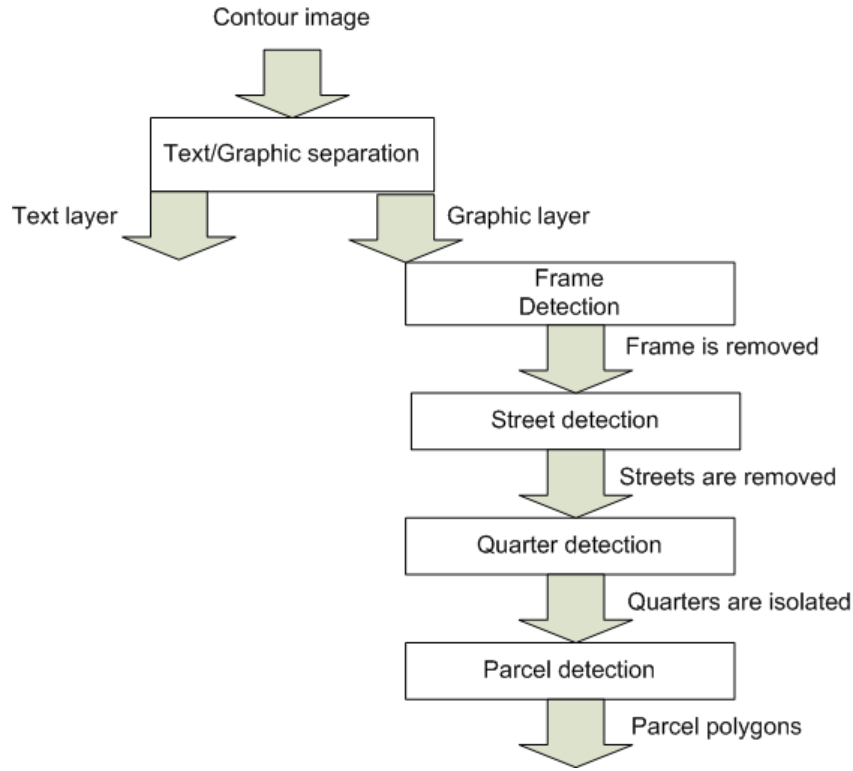 Contour image
Text/Graphic separation
Text layer
Graphic layer
Frame
Detection
Frame is removed
Street detection
Streets are removed
Quarter detection
Quarters are isolated
Parcel detection
Parcel polygons